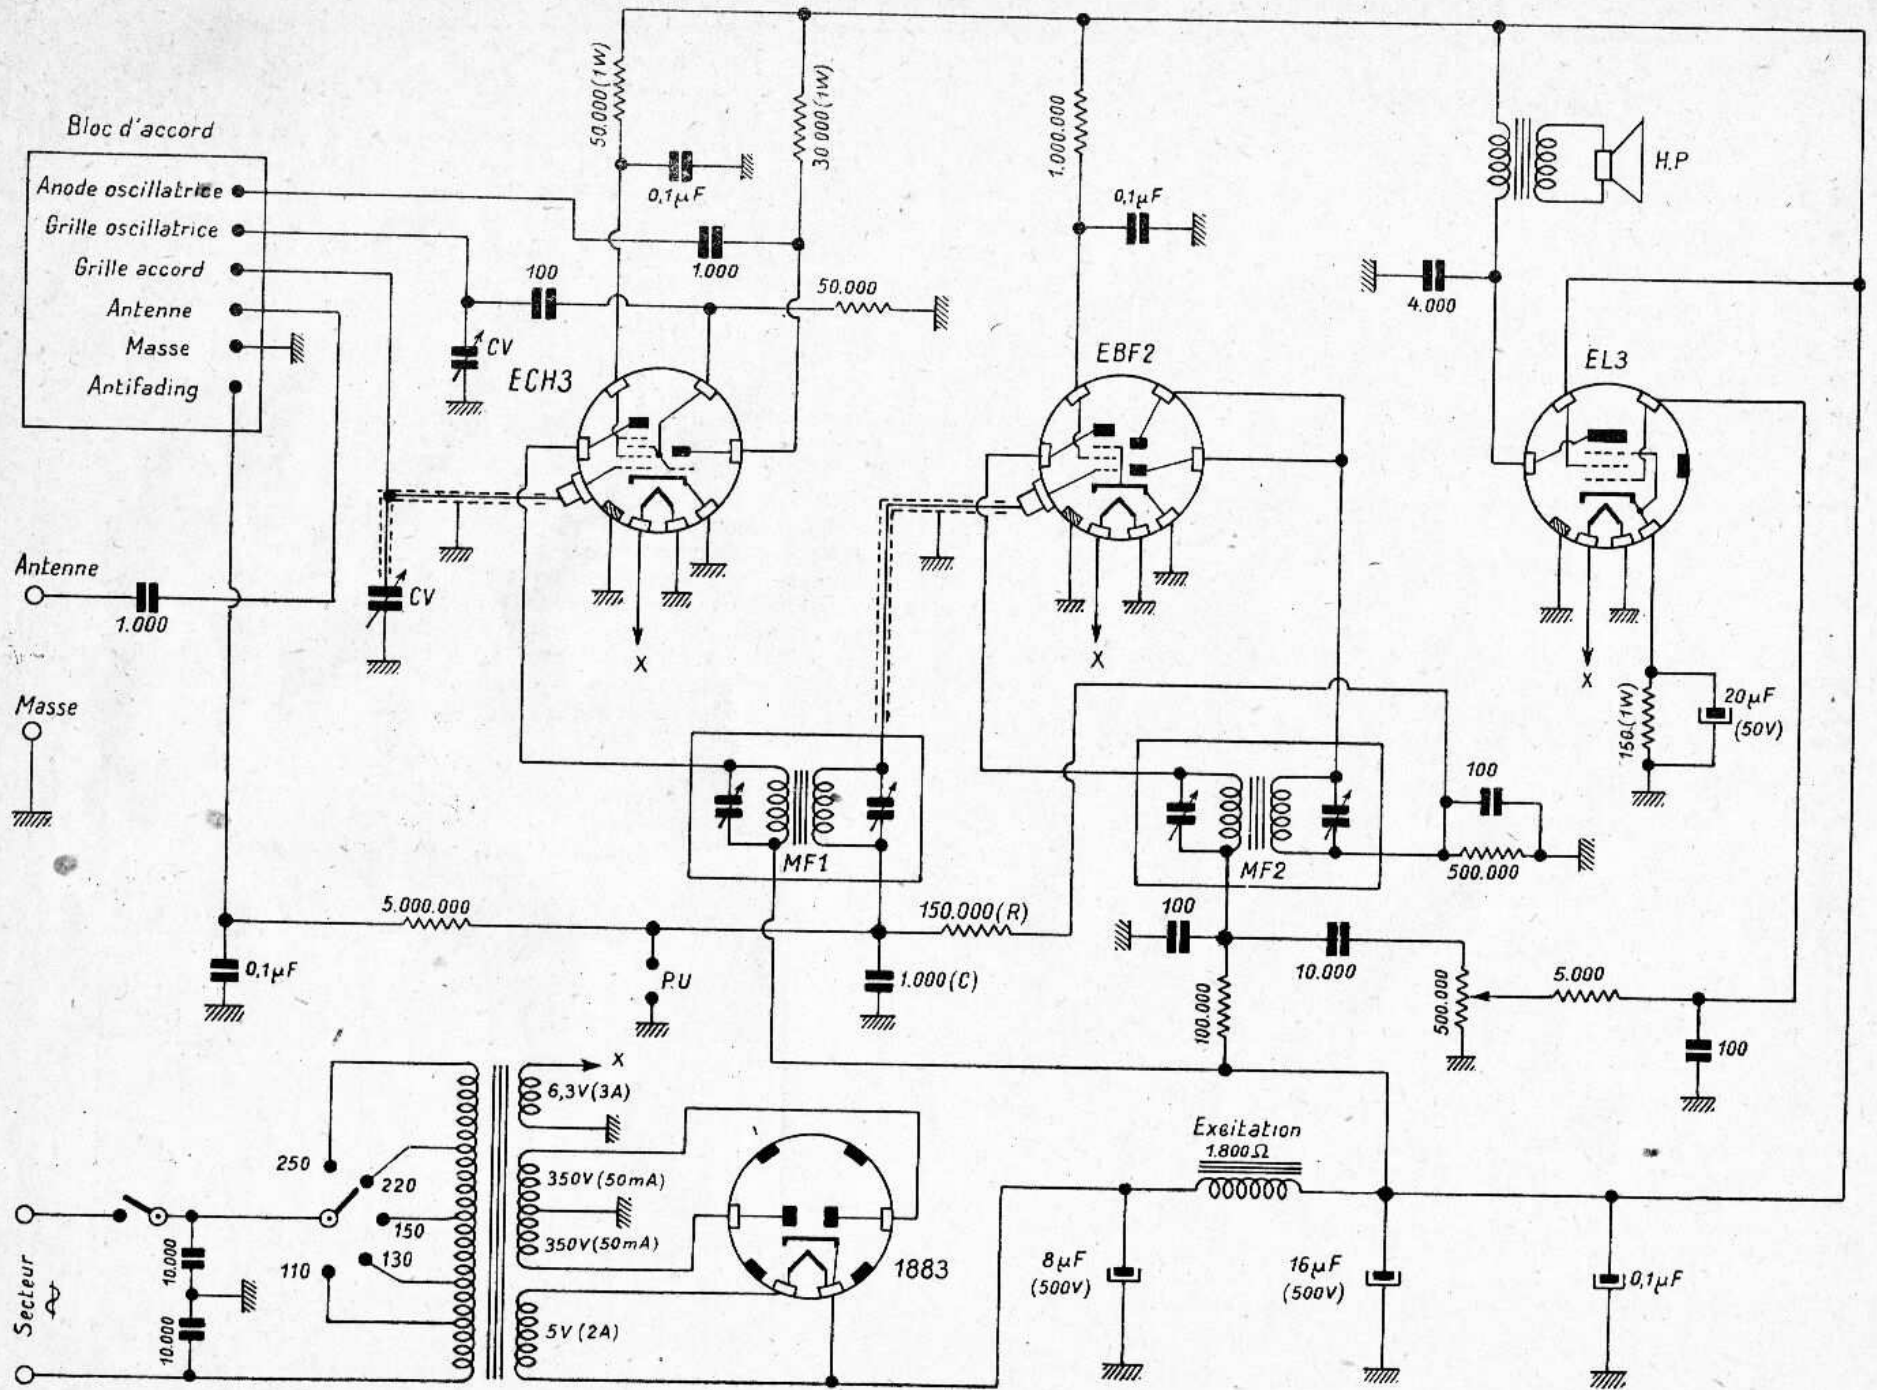 Bloc d'accord
Anode oscillatrice
Grille oscillatrice
Grille accord
Antenne
Masse
Antifading
50.000(1W)
0,1µF
30 000(1W)
1.000
100
50.000
CV
ECH3
1.000.000
0,1µF
EBF2
H.P
4.000
EL3
Antenne
1.000
CV
X
X
X
150.(1W)
20µF
(50V)
Masse
MF1
MF2
100
500.000
5.000.000
150.000(R)
100
10.000
0,1µF
P.U
1.000(C)
100.000
500.000
5.000
100
X
6,3V(3A)
350V(50mA)
350V(50mA)
5V(2A)
250
220
150
130
110
1883
Excitation
1.800Ω
8µF
(500V)
16µF
(500V)
0,1µF
Secteur
10.000
10.000